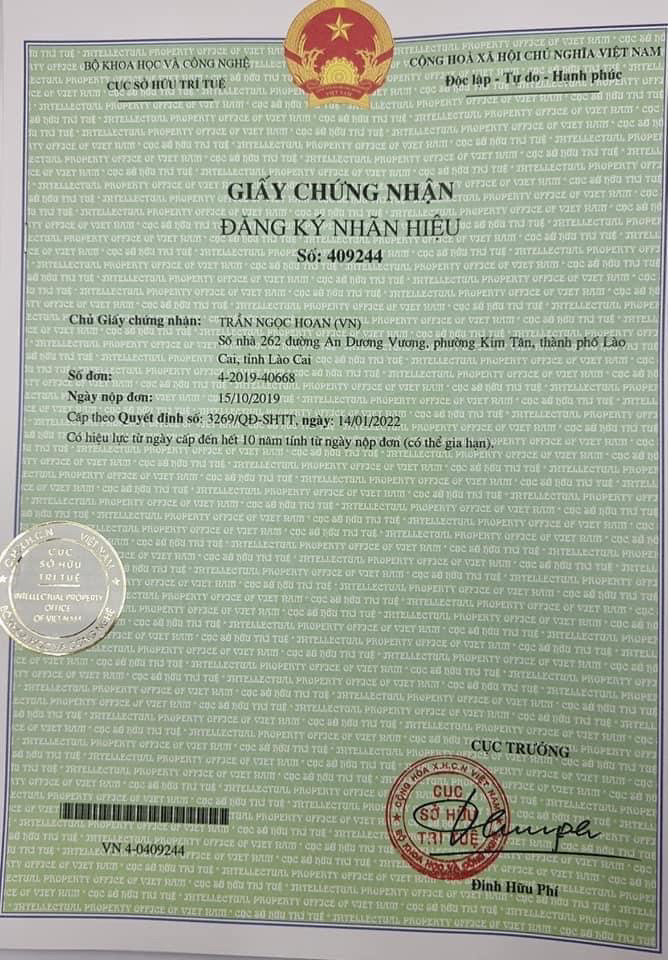 BỘ KHOA HỌC VÀ CÔNG NGHỆ
CỤC SỞ HỮU TRÍ TUỆ
CỘNG HOÀ XÃ HỘI CHỦ NGHĨA VIỆT NAM
Độc lập - Tự do - Hạnh phúc
GIẤY CHỨNG NHẬN
ĐĂNG KÝ NHÃN HIỆU
Số: 409244
Chủ Giấy chứng nhận: TRẦN NGỌC HOAN (VN)
Số nhà 262 đường An Dương Vương, phường Kim Tân, thành phố Lào
Cai, tỉnh Lào Cai
Số đơn: 4-2019-40668
Ngày nộp đơn: 15/10/2019
Cấp theo Quyết định số: 3269/QĐ-SHTT, ngày: 14/01/2022
Có hiệu lực từ ngày cấp đến hết 10 năm tính từ ngày nộp đơn (có thể gia hạn).
C.H.X.H.C.N VIỆT NAM
CỤC
SỞ HỮU
TRÍ TUỆ
INTELLECTUAL PROPERTY
OFFICE
OF VIETNAM
BỘ KHOA HỌC VÀ CÔNG NGHỆ
CỤC TRƯỞNG
CỘNG HÒA X.H.C.N VIỆT NAM
CỤC
SỞ HỮU
TRÍ TUỆ
BỘ KHOA HỌC VÀ CÔNG NGHỆ
VN 4-0409244
Đinh Hữu Phí